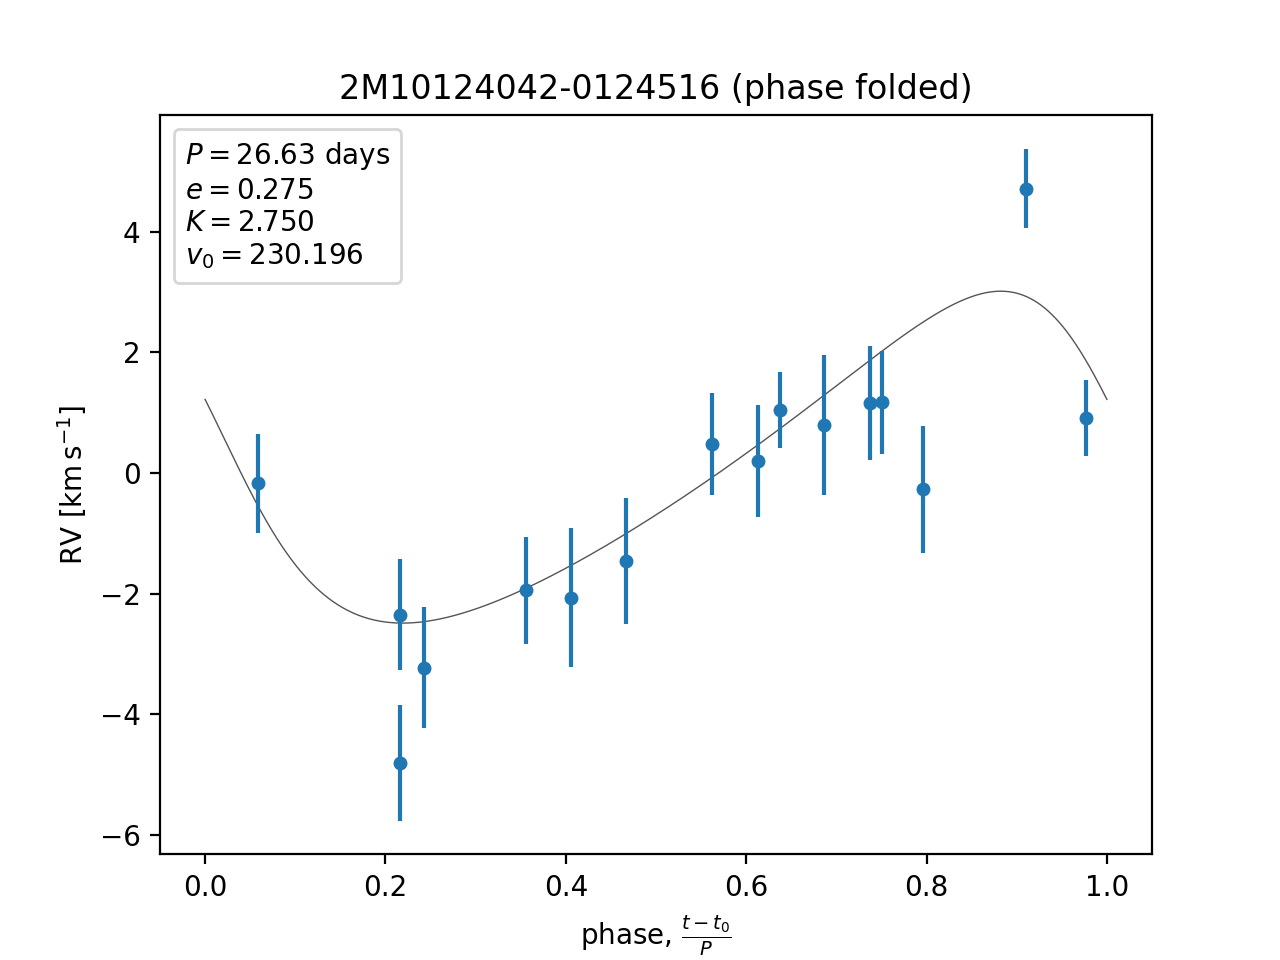 2M10124042-0124516 (phase folded)
P = 26.63 days
e = 0.275
K = 2.750
v₀ = 230.196
4
2
0
−2
−4
−6
RV [km s⁻¹]
0.0 0.2 0.4 0.6 0.8 1.0
phase, (t − t₀)/P